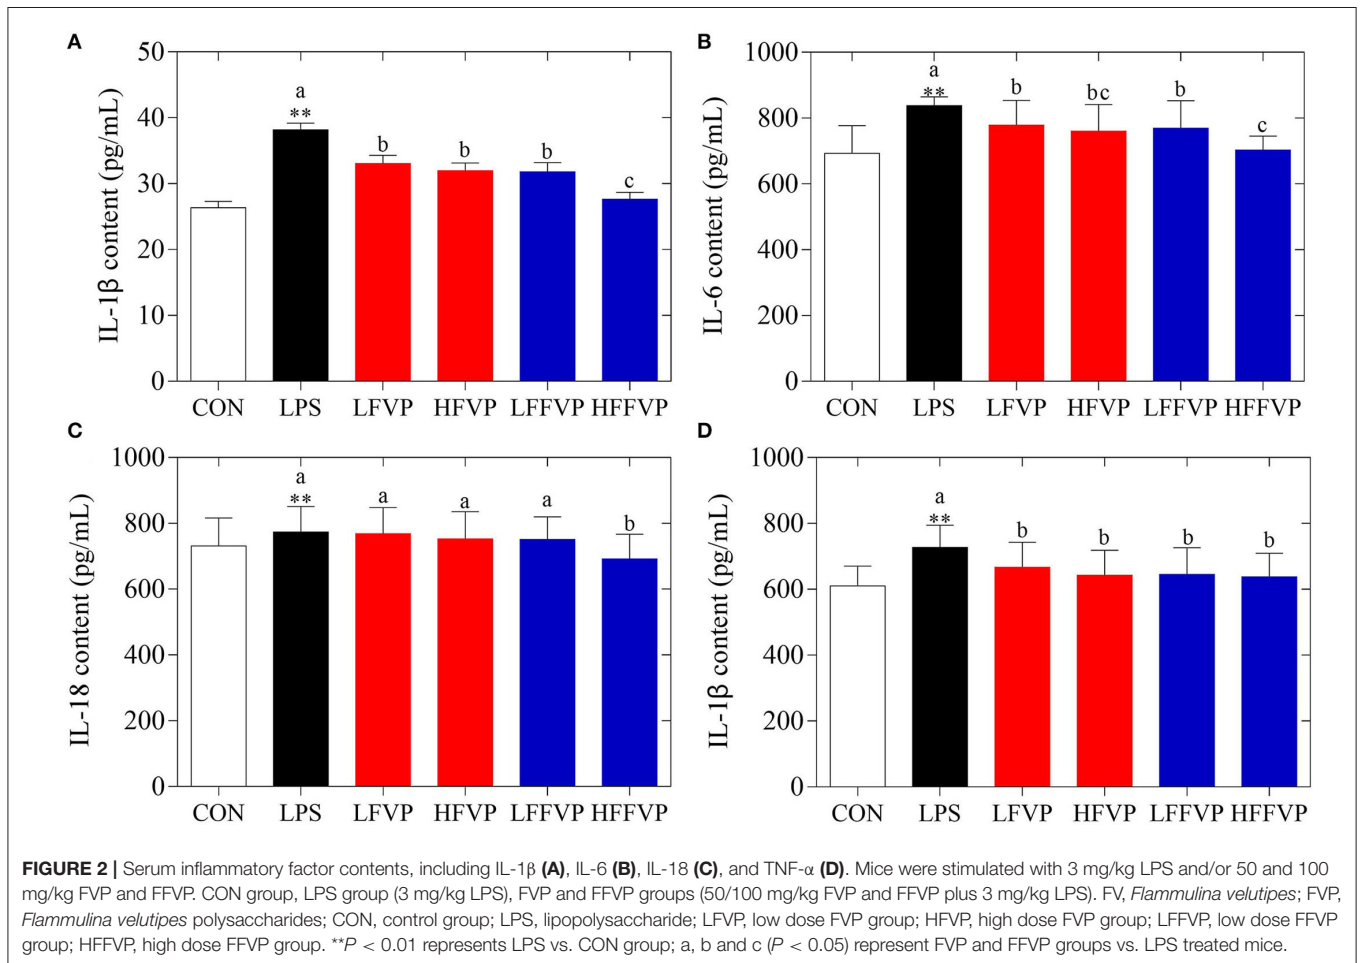 A
50
40
30
20
10
0
IL-1β content (pg/mL)
a
**
b
b
b
c
CON LPS LFVP HFVP LFFVP HFFVP
B
1000
800
600
400
200
0
IL-6 content (pg/mL)
a
**
b
bc
b
c
CON LPS LFVP HFVP LFFVP HFFVP
C
1000
800
600
400
200
0
IL-18 content (pg/mL)
a
**
a
a
a
b
CON LPS LFVP HFVP LFFVP HFFVP
D
1000
800
600
400
200
0
IL-1β content (pg/mL)
a
**
b
b
b
b
CON LPS LFVP HFVP LFFVP HFFVP
FIGURE 2 | Serum inflammatory factor contents, including IL-1β (A), IL-6 (B), IL-18 (C), and TNF-α (D). Mice were stimulated with 3 mg/kg LPS and/or 50 and 100
mg/kg FVP and FFVP. CON group, LPS group (3 mg/kg LPS), FVP and FFVP groups (50/100 mg/kg FVP and FFVP plus 3 mg/kg LPS). FV, Flammulina velutipes; FVP,
Flammulina velutipes polysaccharides; CON, control group; LPS, lipopolysaccharide; LFVP, low dose FVP group; HFVP, high dose FVP group; LFFVP, low dose FFVP
group; HFFVP, high dose FFVP group. **P < 0.01 represents LPS vs. CON group; a, b and c (P < 0.05) represent FVP and FFVP groups vs. LPS treated mice.